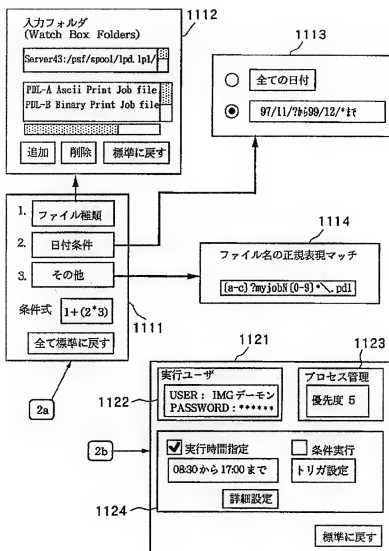 1112
入力フォルダ
(Watch Box Folders)
Server43:/psf/spool/lpd.lp1/
PDL-A Ascii Print Job file
PDL-B Binary Print Job file
追加 削除 標準に戻す
1113
全ての日付
97/11/?から99/12/*まで
1. ファイル種類
2. 日付条件
3. その他
条件式 1+(2*3)
全て標準に戻す
1111
2a
1114
ファイル名の正規表現マッチ
(a-c)?myjobN(0-9)*\.pdl
1121
1123
実行ユーザ
1122
USER: IMGデーモン
PASSWORD:******
プロセス管理
優先度 5
2b
実行時間指定 条件実行
08:30から17:00まで トリガ設定
詳細設定
1124
標準に戻す